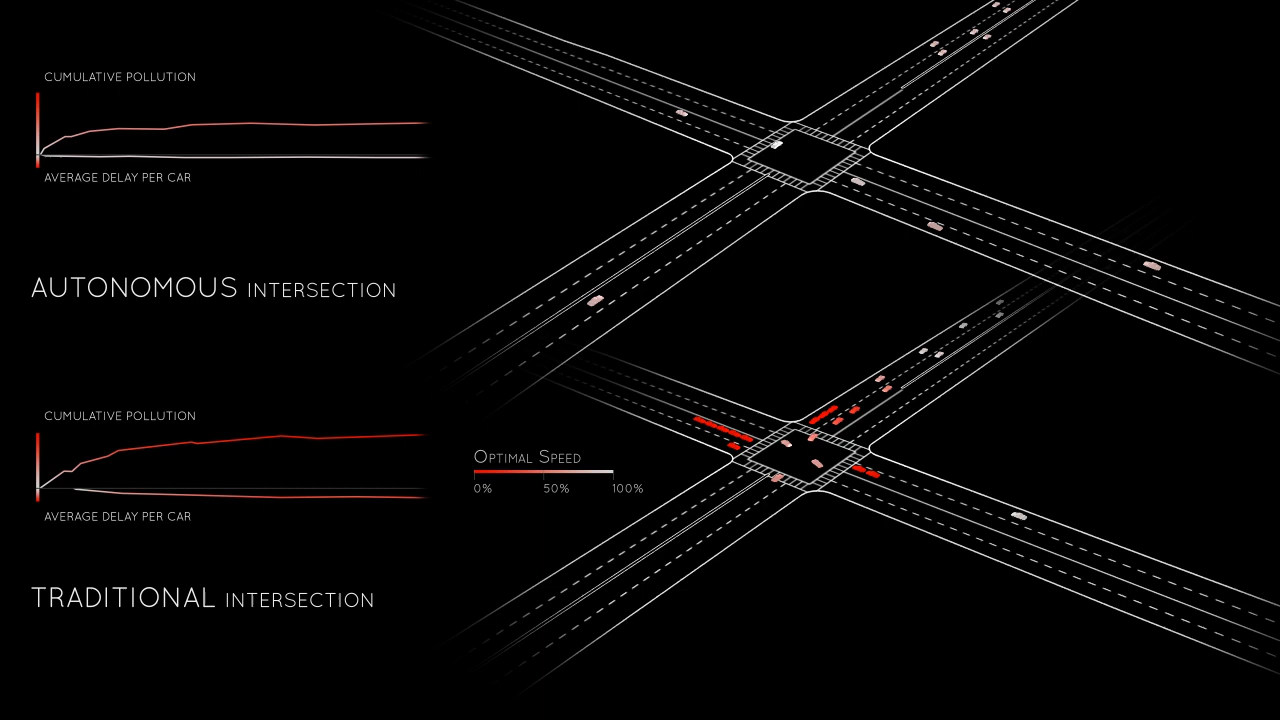 CUMULATIVE POLLUTION
AVERAGE DELAY PER CAR
AUTONOMOUS INTERSECTION
CUMULATIVE POLLUTION
AVERAGE DELAY PER CAR
TRADITIONAL INTERSECTION
OPTIMAL SPEED
0% 50% 100%